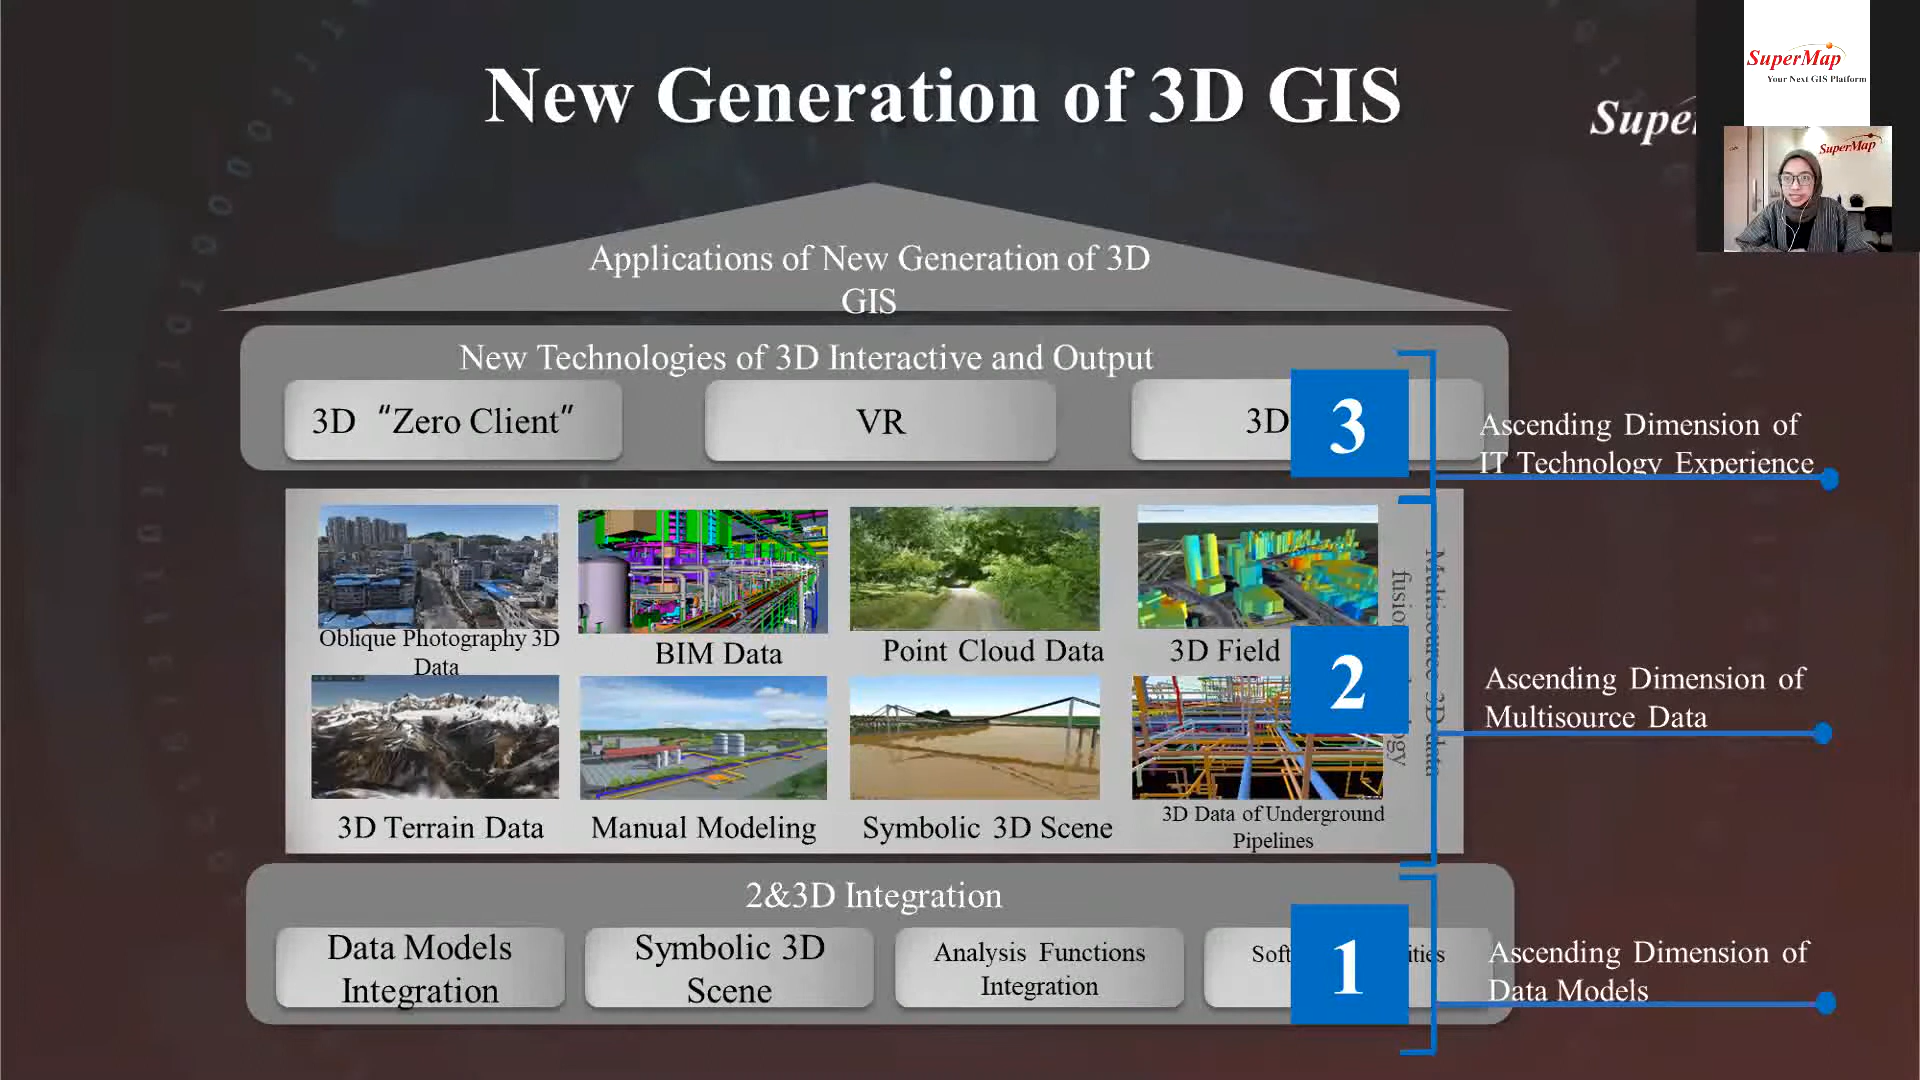 New Generation of 3D GIS
SuperMap
Your Next GIS Platform
SuperMap
Applications of New Generation of 3D
GIS
New Technologies of 3D Interactive and Output
3D “Zero Client”
VR
3D
3
Ascending Dimension of
IT Technology Experience
Oblique Photography 3D
Data
BIM Data
Point Cloud Data
3D Field
2
Ascending Dimension of
Multisource Data
Multisource 3D data
3D Terrain Data
Manual Modeling
Symbolic 3D Scene
3D Data of Underground
Pipelines
2&3D Integration
Data Models
Integration
Symbolic 3D
Scene
Analysis Functions
Integration
1
Ascending Dimension of
Data Models